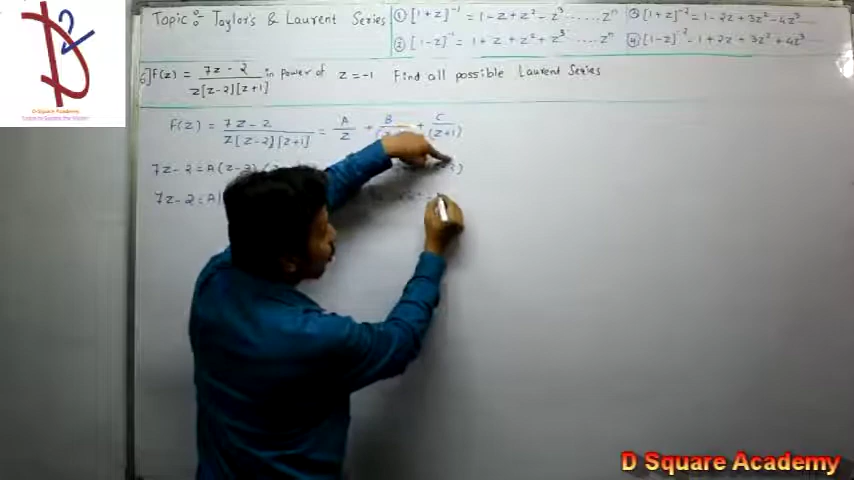 Topic :- Taylor's & Laurent Series
① [1+z]⁻¹ = 1 - z + z² - z³ ..... zⁿ
③ [1+z]⁻² = 1 - 2z + 3z² - 4z³
② [1-z]⁻¹ = 1 + z + z² + z³ ..... zⁿ
④ [1-z]⁻² - 1 + 2z + 3z² + 4z³
6] F(z) = 7z - 2 / z[z-2][z+1] in power of z = -1 Find all possible Laurent Series
F(z) = 7z - 2 / z[z-2][z+1] = A/z + B/ + C/(z+1)
7z - 2 = A(z-2)
7z - 2 = A
D Square Academy
D Square Academy